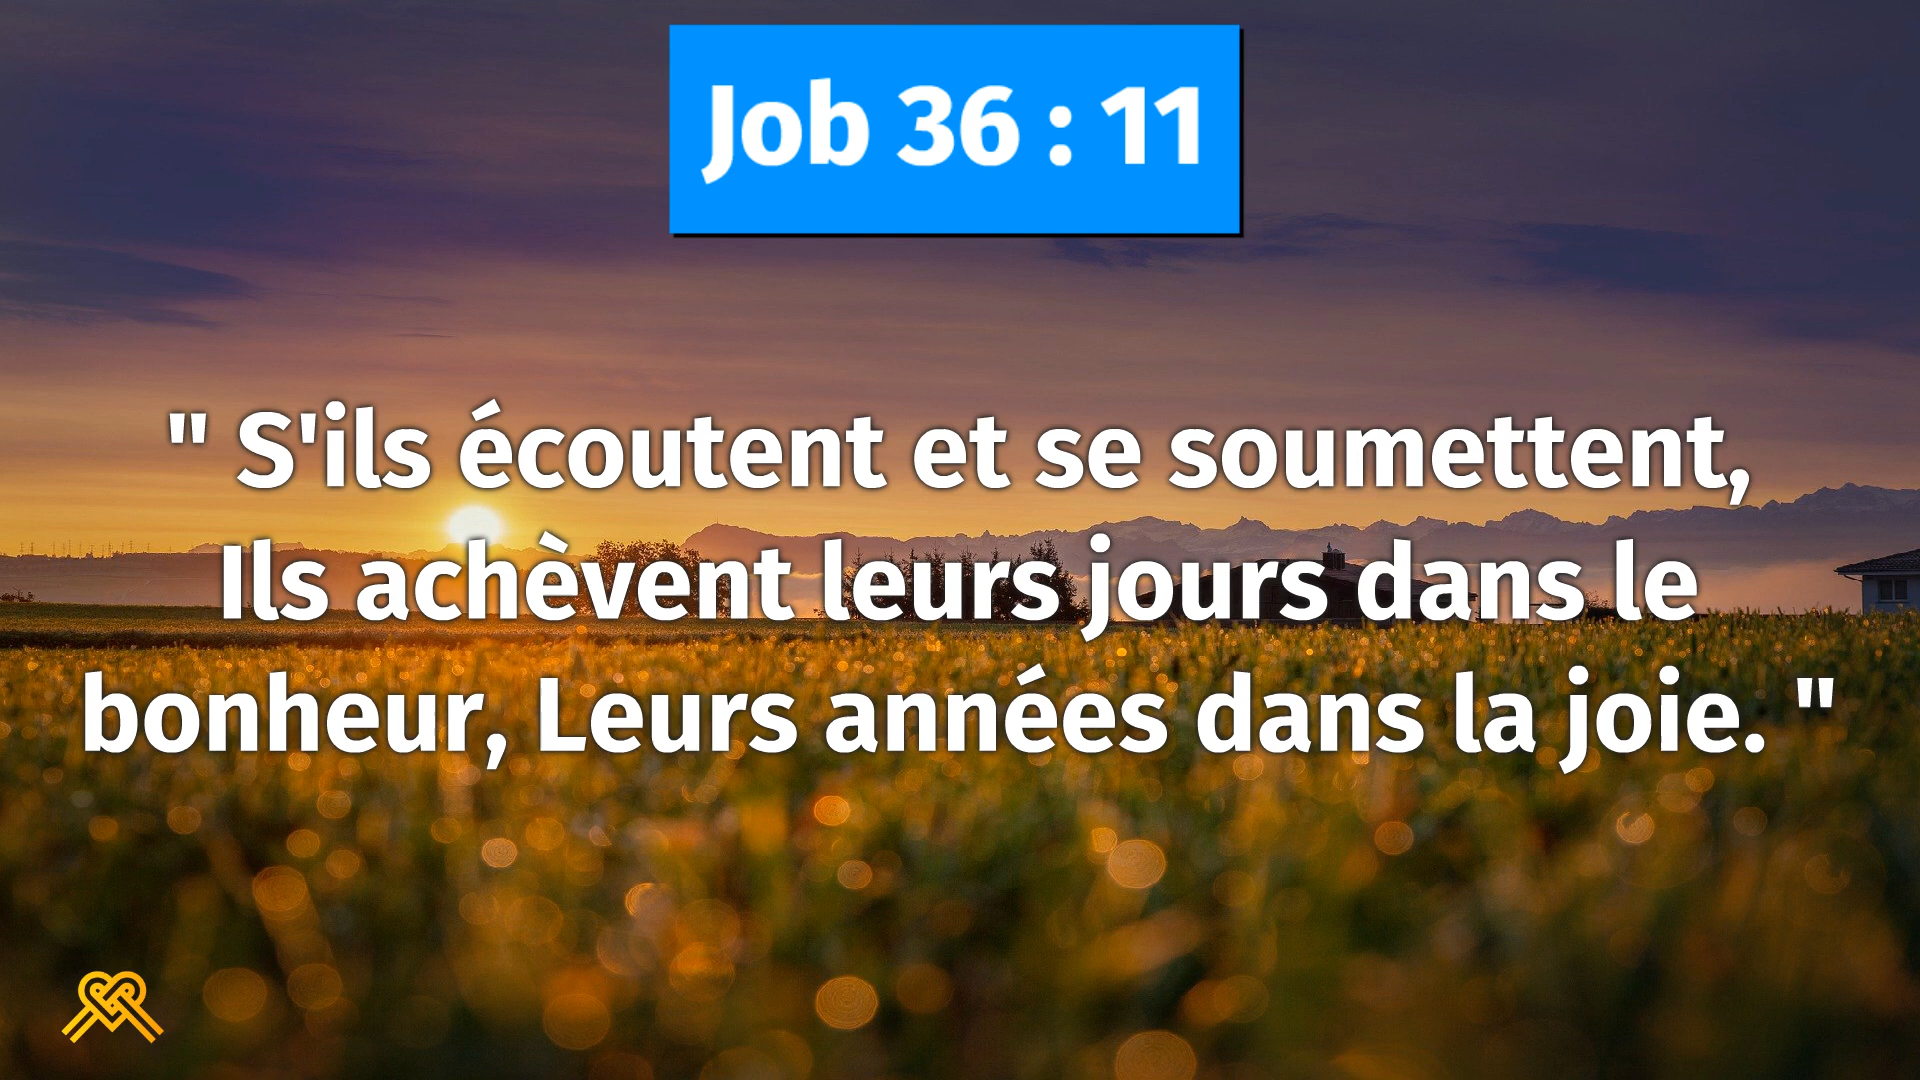 Job 36 : 11
" S'ils écoutent et se soumettent,
Ils achèvent leurs jours dans le
bonheur, Leurs années dans la joie. "